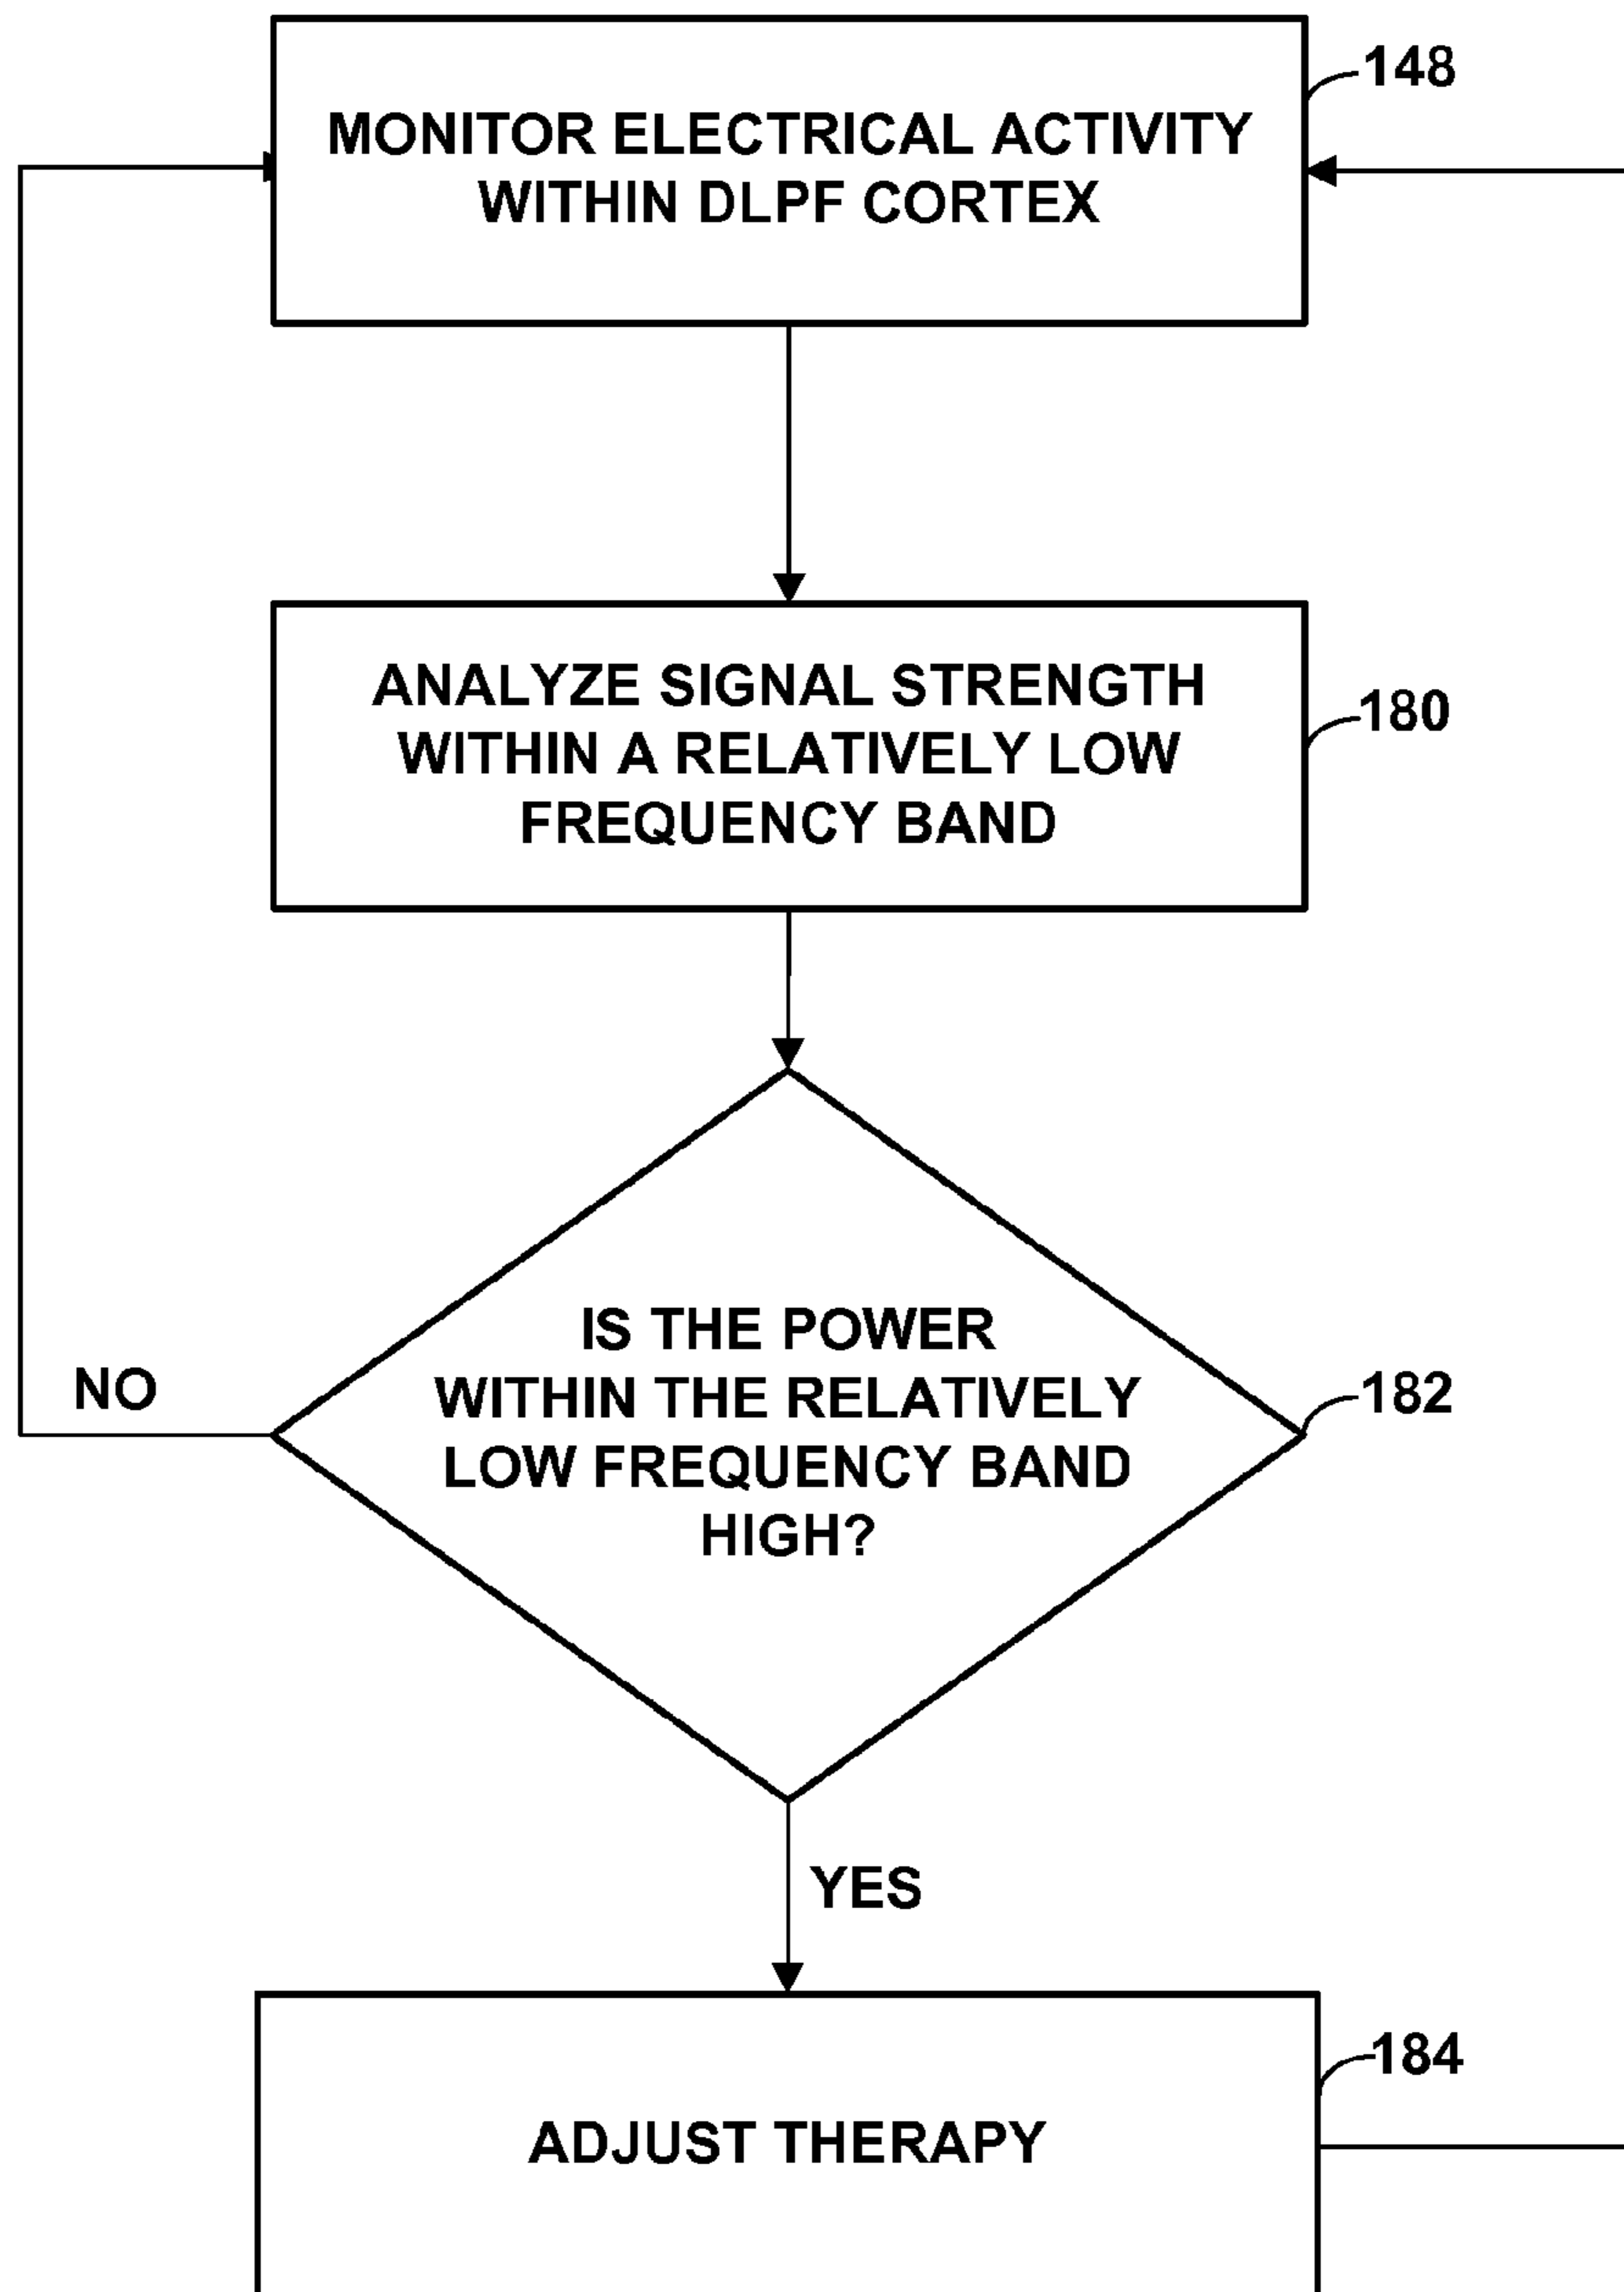 148
MONITOR ELECTRICAL ACTIVITY
WITHIN DLPF CORTEX
ANALYZE SIGNAL STRENGTH
WITHIN A RELATIVELY LOW
FREQUENCY BAND
180
IS THE POWER
WITHIN THE RELATIVELY
LOW FREQUENCY BAND
HIGH?
NO
182
YES
184
ADJUST THERAPY